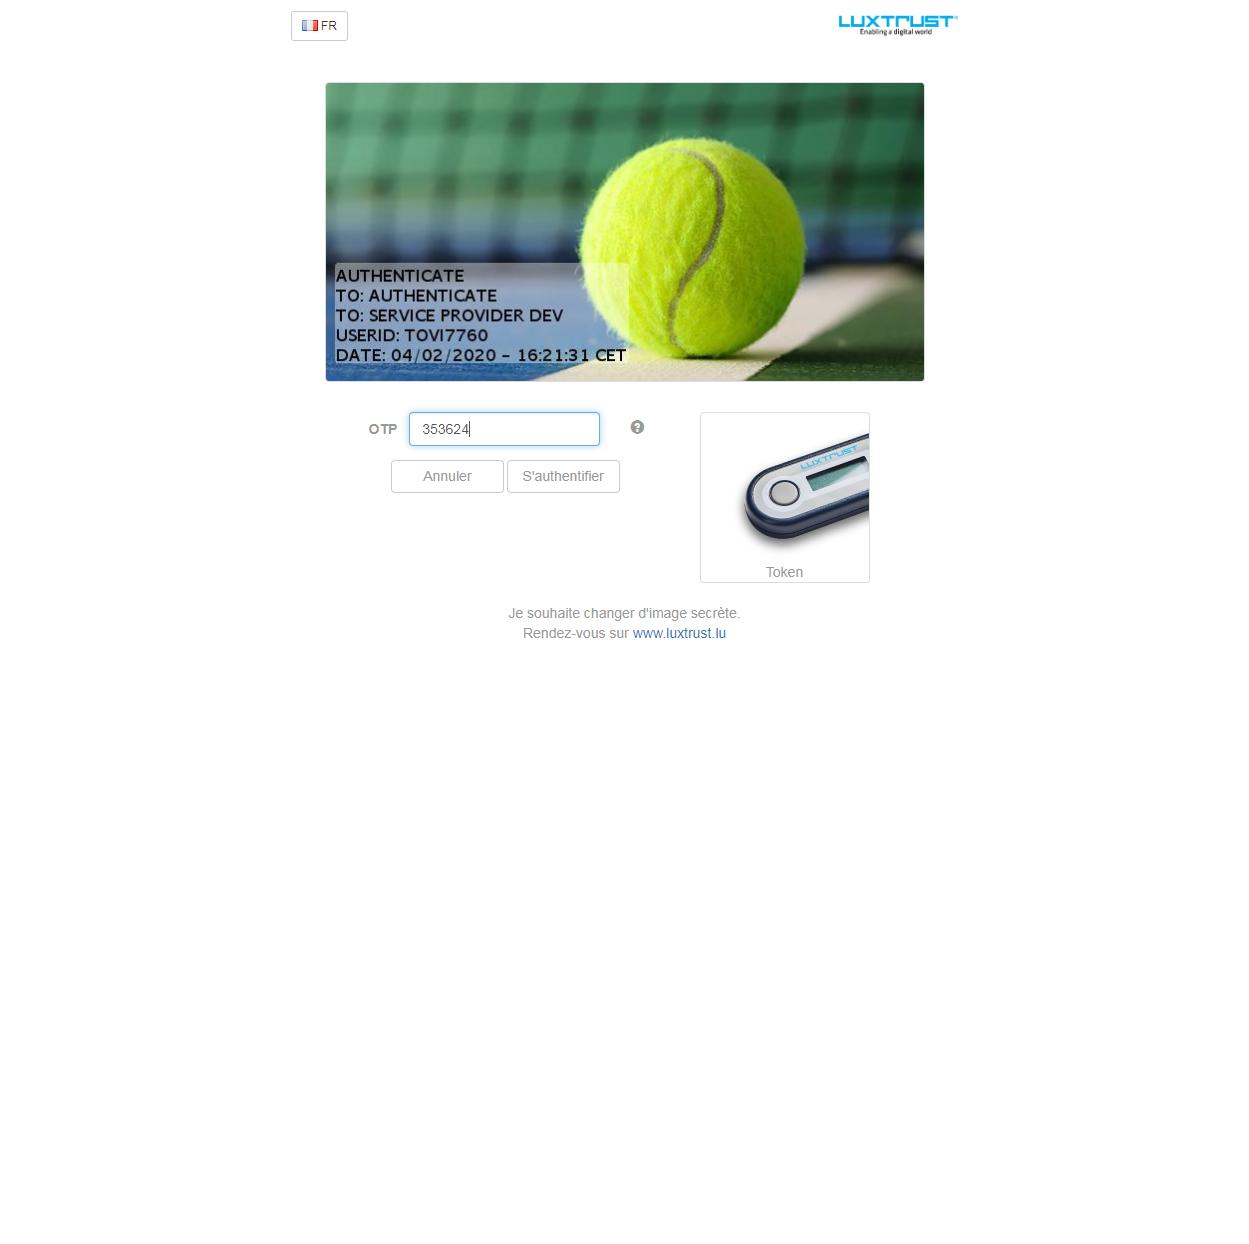 FR
LUXTRUST
Enabling a digital world
AUTHENTICATE
TO: AUTHENTICATE
TO: SERVICE PROVIDER DEV
USERID: TOVI7760
DATE: 04/02/2020 - 16:21:31 CET
OTP 353624
Annuler S'authentifier
LUXTRUST
Token
Je souhaite changer d'image secrète.
Rendez-vous sur www.luxtrust.lu